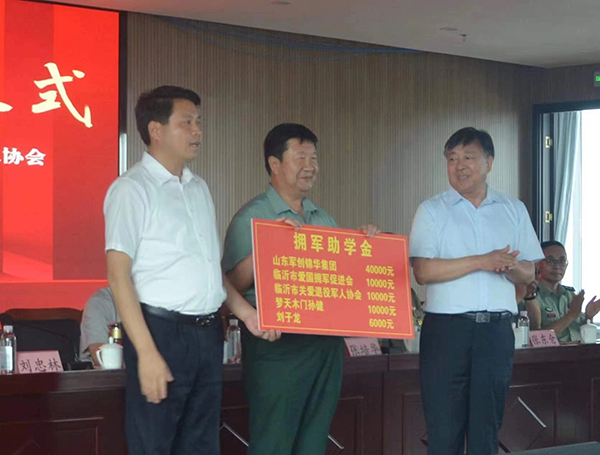 式
协会
拥军助学金
山东军创锦华集团 40000元
临沂市爱国拥军促进会 10000元
临沂市关爱退役军人协会 10000元
梦天木门孙健 10000元
刘于龙 6000元
刘忠林